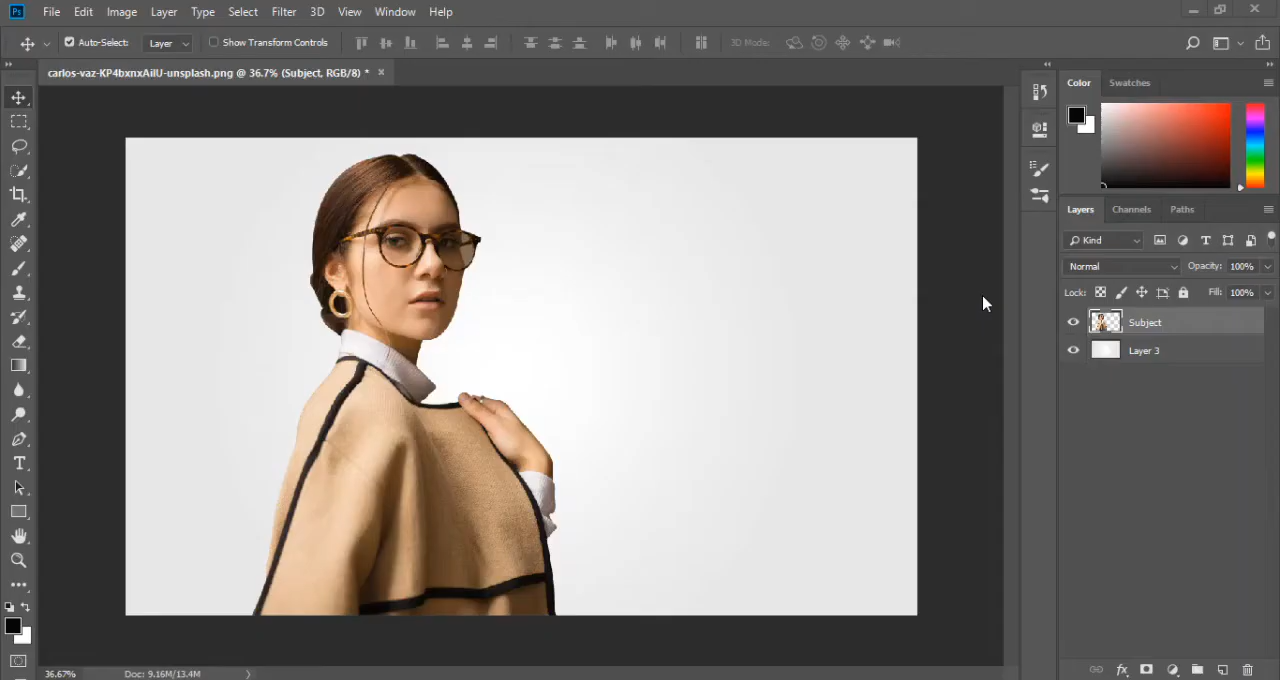 Ps File Edit Image Layer Type Select Filter 3D View Window Help
Auto-Select: Layer Show Transform Controls 3D Mode:
carlos-vaz-KP4bxnxAilU-unsplash.png @ 36.7% (Subject, RGB/8) *
Color Swatches
Layers Channels Paths
Kind
Normal Opacity: 100%
Lock: Fill: 100%
Subject
Layer 3
36.67% Doc: 9.16M/13.4M
fx